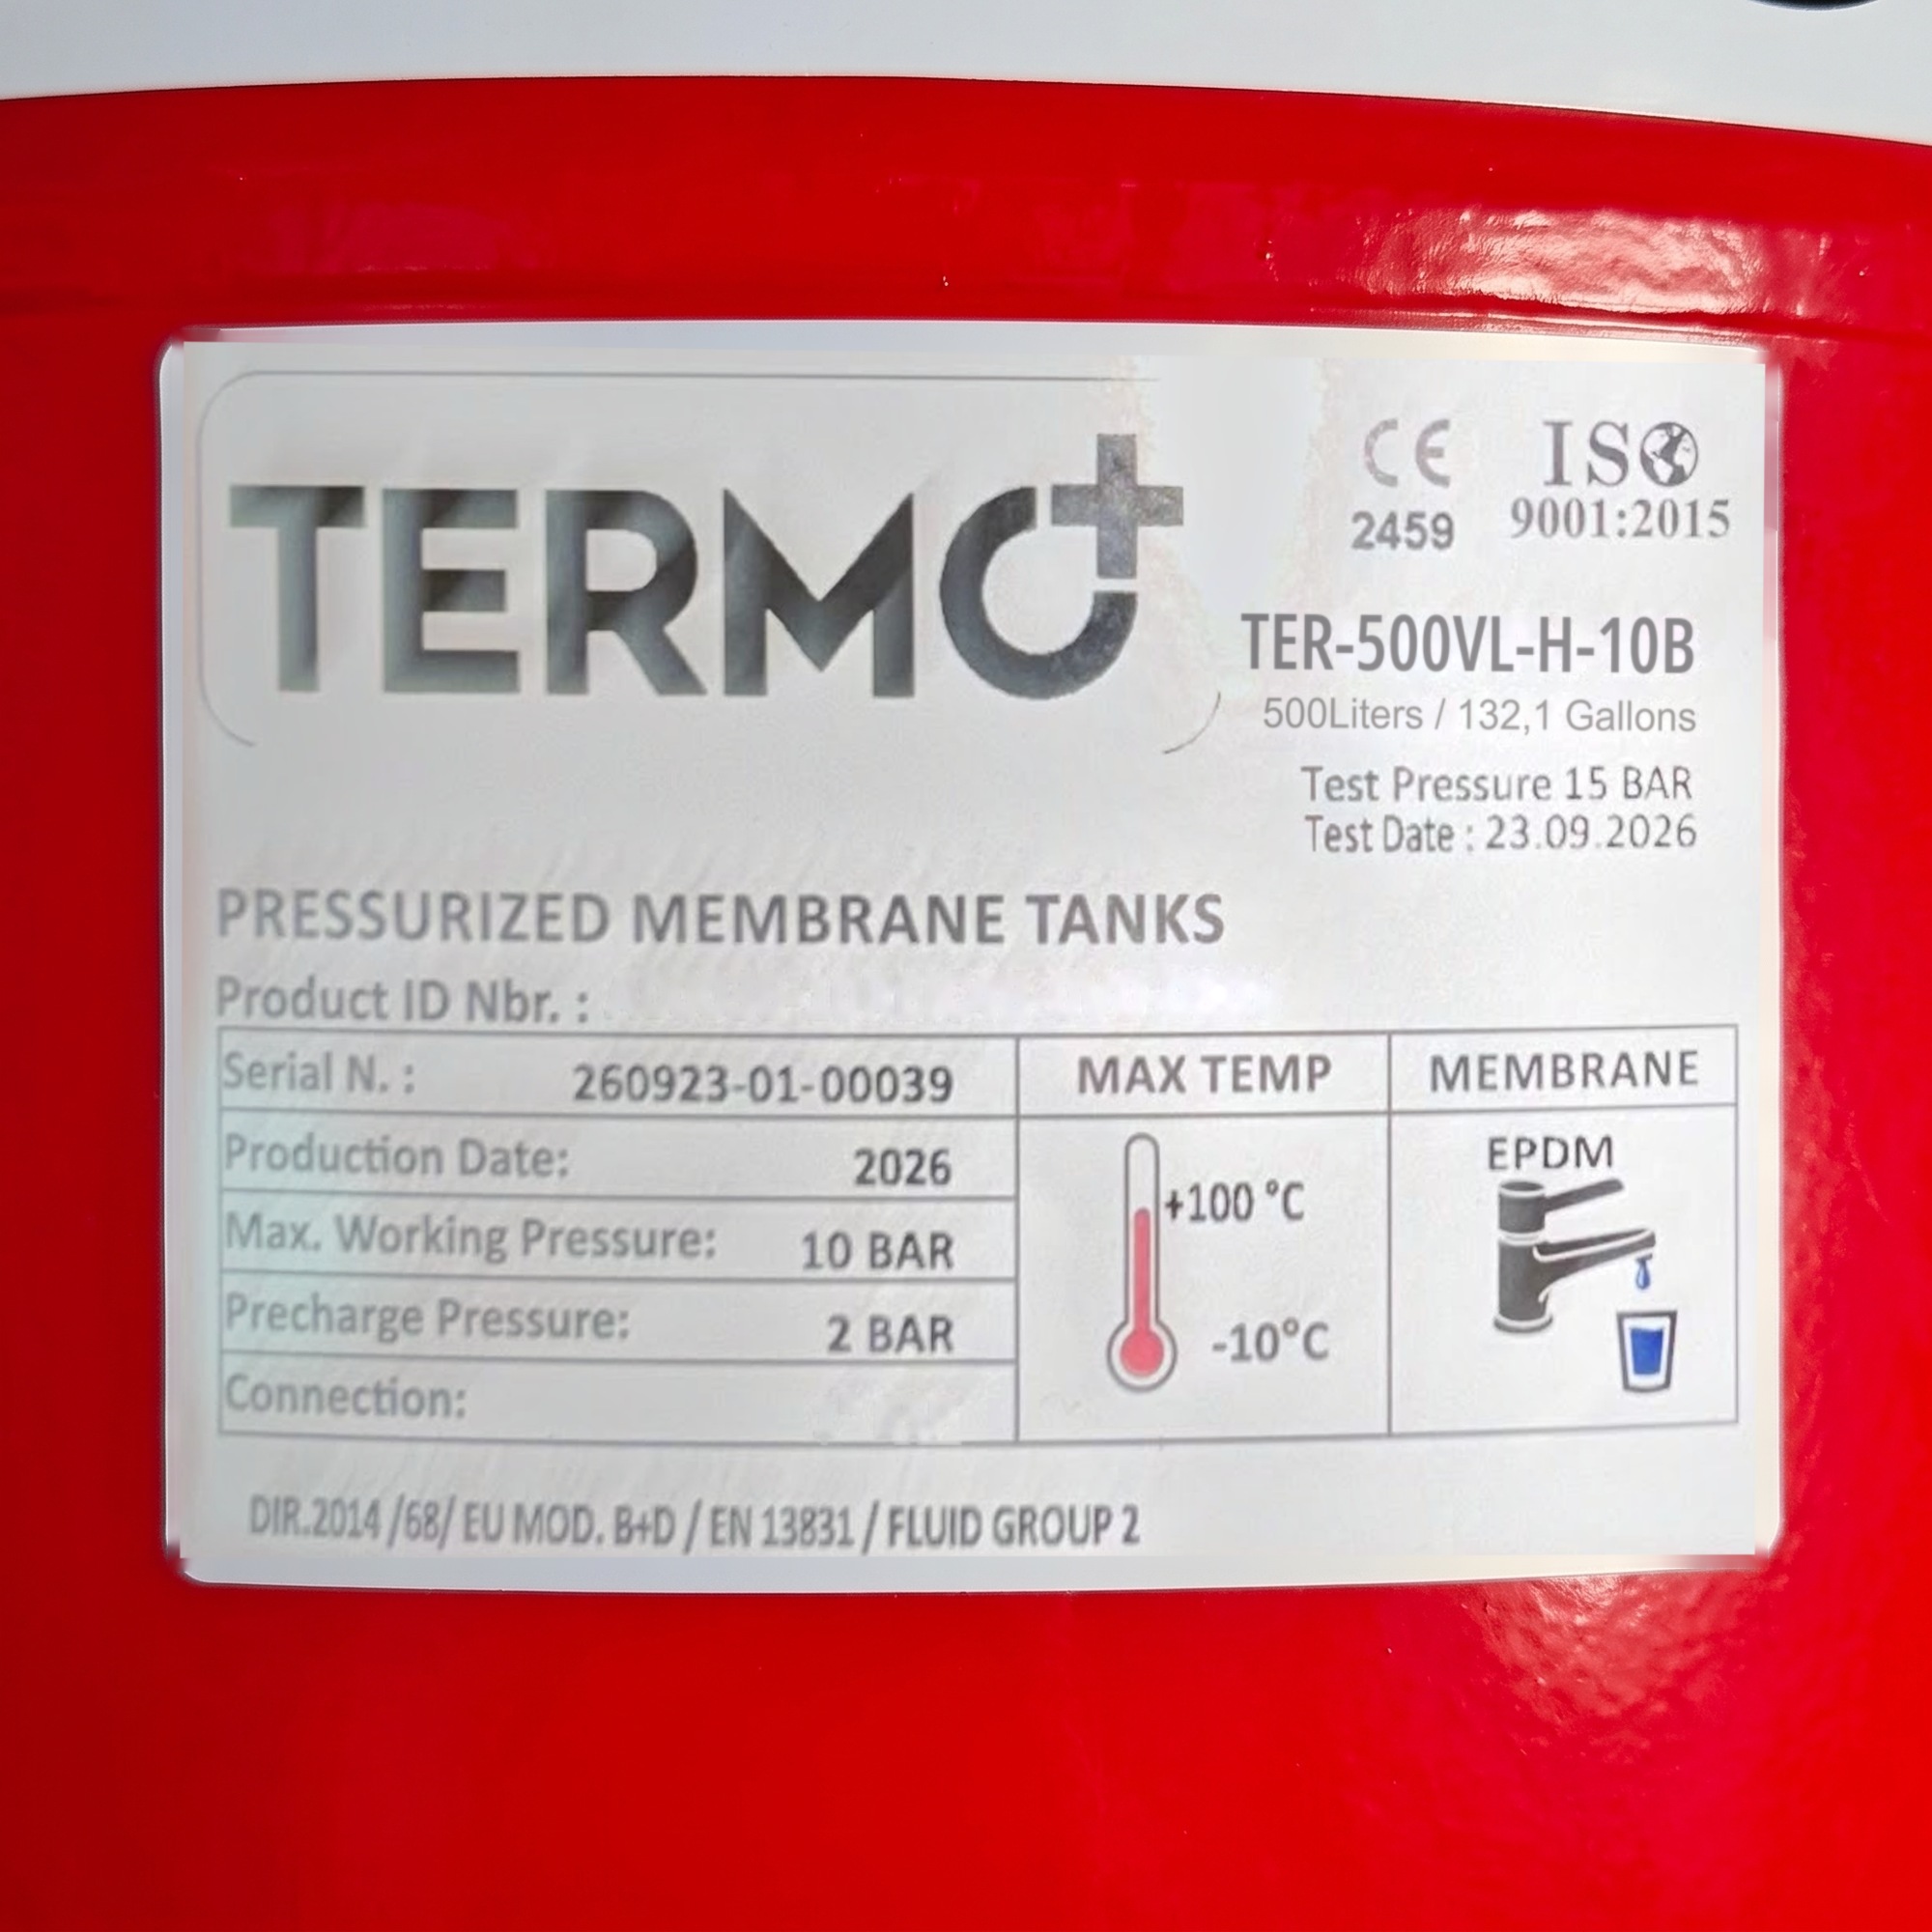 TERMO+
CE
2459
ISO
9001:2015
TER-500VL-H-10B
500Liters / 132,1 Gallons
Test Pressure 15 BAR
Test Date : 23.09.2026
PRESSURIZED MEMBRANE TANKS
Product ID Nbr. :
Serial N. : 260923-01-00039
Production Date: 2026
Max. Working Pressure: 10 BAR
Precharge Pressure: 2 BAR
Connection:
MAX TEMP
+100 °C
-10°C
MEMBRANE
EPDM
DIR.2014 /68/ EU MOD. B+D / EN 13831 / FLUID GROUP 2